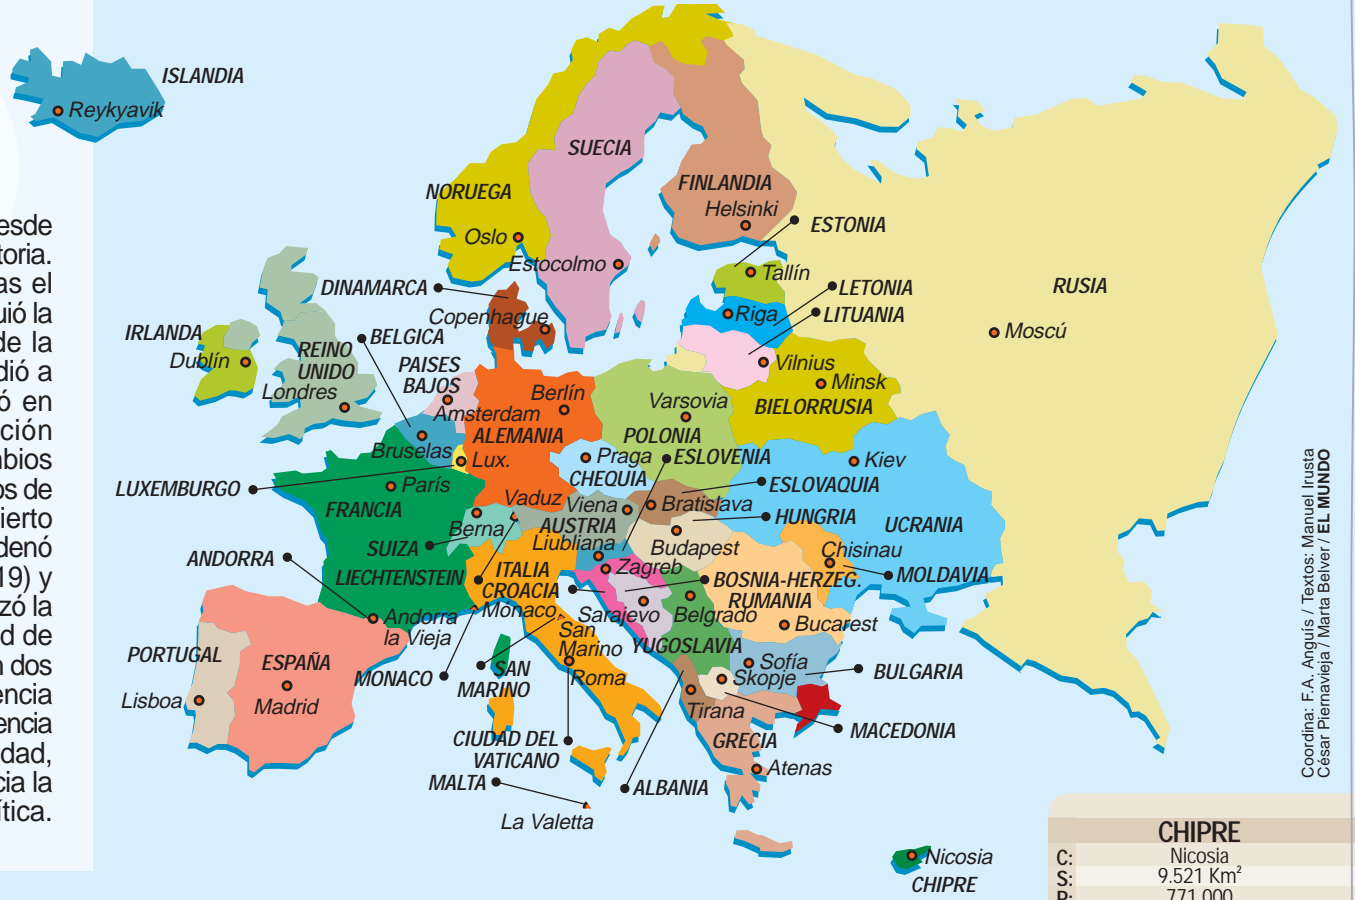 esde
toria.
as el
uió la
de la
dió a
ó en
ción
nbios
os de
ierto
denó
19) y
zó la
d de
n dos
encia
encia
dad,
cia la
ítica.
ISLANDIA
Reykyavik
NORUEGA
Oslo
SUECIA
Estocolmo
FINLANDIA
Helsinki
ESTONIA
Tallín
LETONIA
Riga
LITUANIA
Vilnius
RUSIA
Moscú
DINAMARCA
Copenhague
IRLANDA
Dublín
REINO
UNIDO
Londres
BELGICA
Bruselas
PAISES
BAJOS
Amsterdam
ALEMANIA
Berlín
POLONIA
Varsovia
BIELORRUSIA
Minsk
LUXEMBURGO
Lux.
FRANCIA
París
CHEQUIA
Praga
ESLOVENIA
Liubliana
ESLOVAQUIA
Bratislava
UCRANIA
Kiev
SUIZA
Berna
LIECHTENSTEIN
Vaduz
AUSTRIA
Viena
HUNGRIA
Budapest
MOLDAVIA
Chisinau
ANDORRA
Andorra
la Vieja
ITALIA
Roma
CROACIA
Zagreb
BOSNIA-HERZEG.
Sarajevo
RUMANIA
Bucarest
YUGOSLAVIA
Belgrado
PORTUGAL
Lisboa
ESPAÑA
Madrid
MONACO
Mónaco
SAN
MARINO
San
Marino
BULGARIA
Sofía
MACEDONIA
Skopje
CIUDAD DEL
VATICANO
ALBANIA
Tirana
GRECIA
Atenas
MALTA
La Valetta
Nicosia
CHIPRE
Coordina: F.A. Anguís / Textos: Manuel Irusta
César Piernavieja / Marta Belver / EL MUNDO
CHIPRE
C: Nicosia
S: 9.521 Km²
P: 771.000